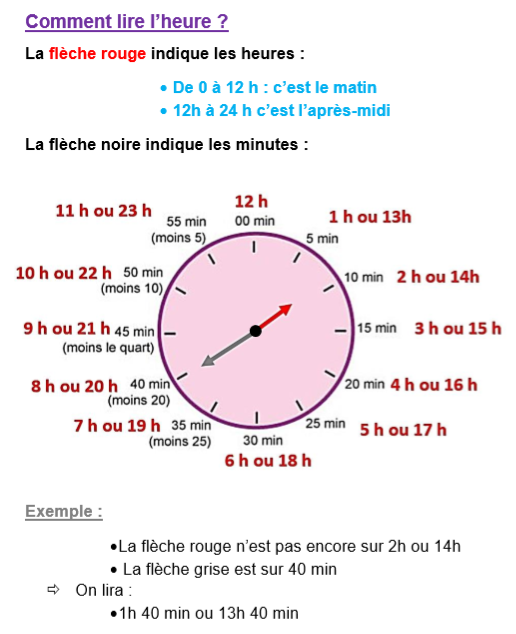 Comment lire l'heure ?
La flèche rouge indique les heures :
• De 0 à 12 h : c'est le matin
• 12h à 24 h c'est l'après-midi
La flèche noire indique les minutes :
12 h
00 min
11 h ou 23 h
55 min
(moins 5)
1 h ou 13h
5 min
10 h ou 22 h 50 min
(moins 10)
10 min 2 h ou 14h
9 h ou 21 h 45 min
(moins le quart)
15 min 3 h ou 15 h
8 h ou 20 h 40 min
(moins 20)
20 min 4 h ou 16 h
7 h ou 19 h 35 min
(moins 25)
25 min 5 h ou 17 h
30 min
6 h ou 18 h
Exemple :
•La flèche rouge n'est pas encore sur 2h ou 14h
• La flèche grise est sur 40 min
⇨ On lira :
•1h 40 min ou 13h 40 min